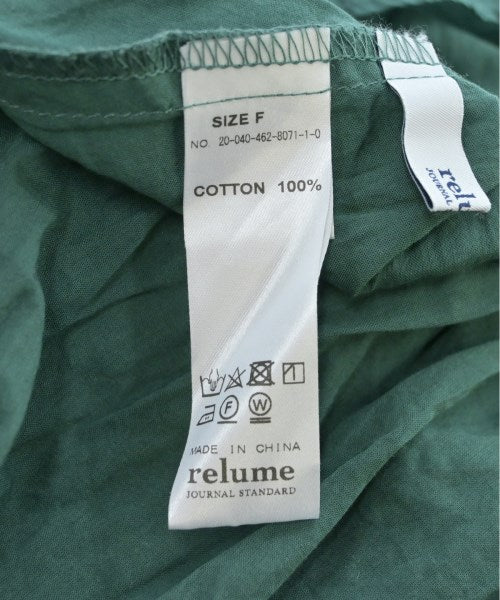 SIZE F
NO. 20-040-462-8071-1-0
COTTON 100%
F W
MADE IN CHINA
relume
JOURNAL STANDARD
relume
JOURNAL